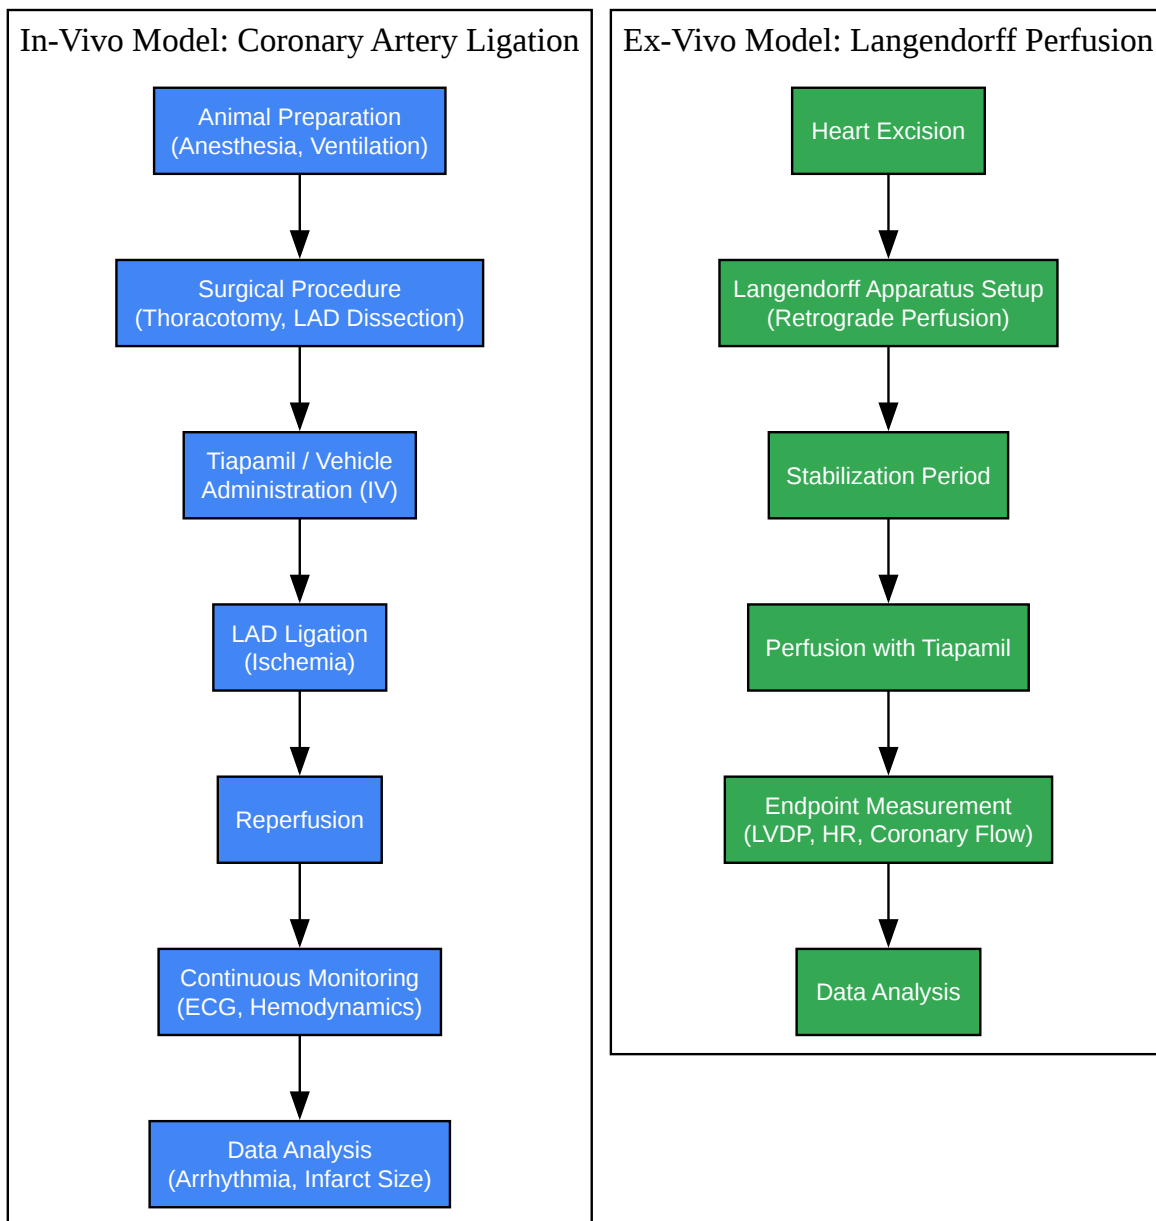 In-Vivo Model: Coronary Artery Ligation
Animal Preparation
(Anesthesia, Ventilation)
Surgical Procedure
(Thoracotomy, LAD Dissection)
Tiapamil / Vehicle
Administration (IV)
LAD Ligation
(Ischemia)
Reperfusion
Continuous Monitoring
(ECG, Hemodynamics)
Data Analysis
(Arrhythmia, Infarct Size)
Ex-Vivo Model: Langendorff Perfusion
Heart Excision
Langendorff Apparatus Setup
(Retrograde Perfusion)
Stabilization Period
Perfusion with Tiapamil
Endpoint Measurement
(LVDP, HR, Coronary Flow)
Data Analysis